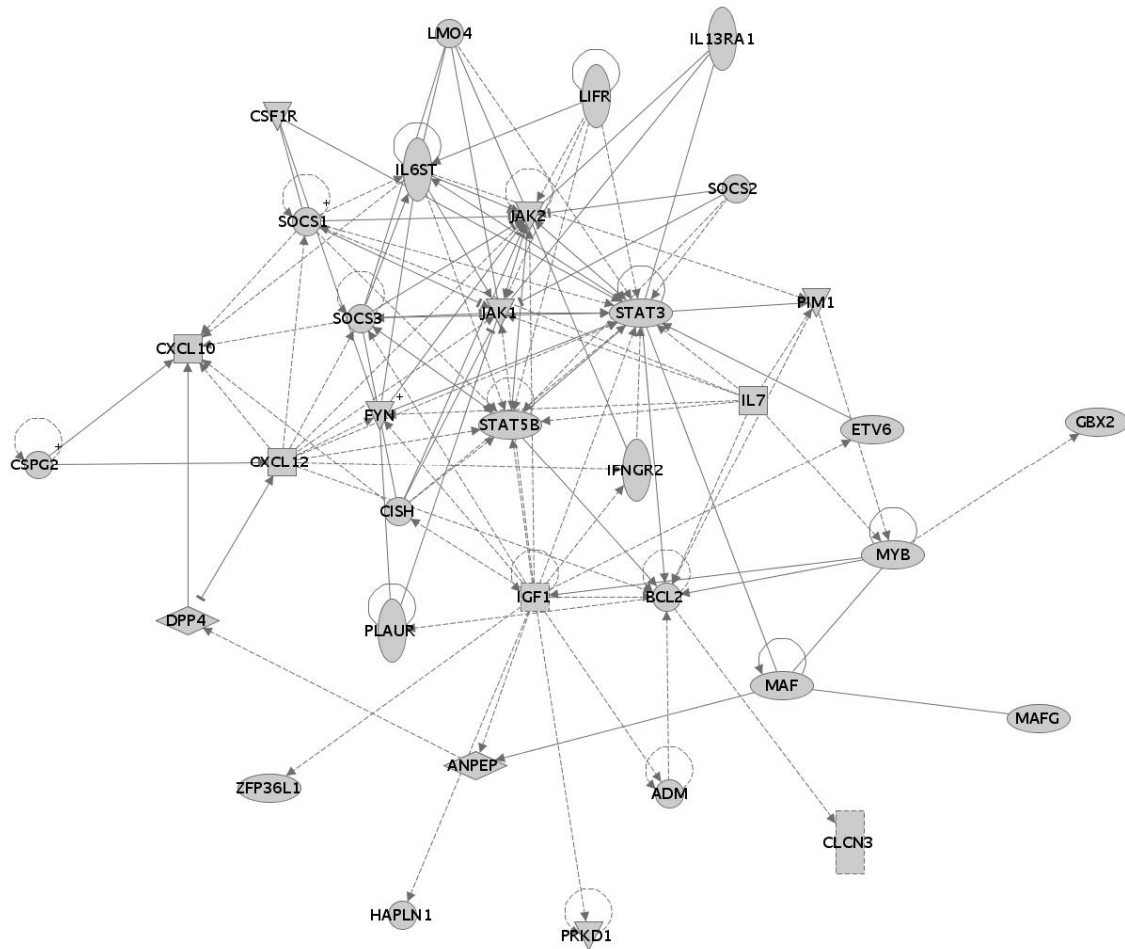 LMO4
IL13RA1
LIFR
CSF1R
IL6ST
SOCS2
+
SOCS1
JAK2
PIM1
SOCS3
JAK1
STAT3
CXCL10
IL7
+
FYN
STAT5B
ETV6
GBX2
+
CSPG2
CXCL12
IFNGR2
CISH
MYB
IGF1
BCL2
DPP4
PLAUR
MAF
MAFG
ANPEP
ZFP36L1
ADM
CLCN3
HAPLN1
PRKD1